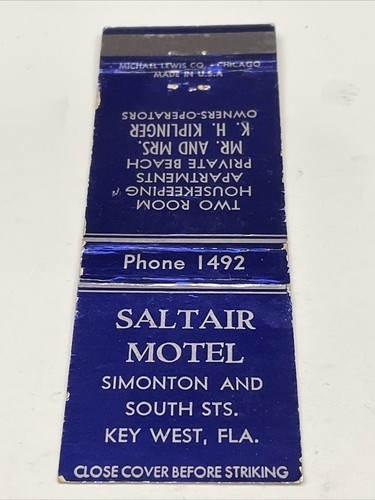 MICHAEL LEWIS CO. • CHICAGO
MADE IN U.S.A
TWO ROOM
HOUSEKEEPING
APARTMENTS
PRIVATE BEACH
MR. AND MRS.
K. H. KIPLINGER
OWNERS-OPERATORS
Phone 1492
SALTAIR
MOTEL
SIMONTON AND
SOUTH STS.
KEY WEST, FLA.
CLOSE COVER BEFORE STRIKING